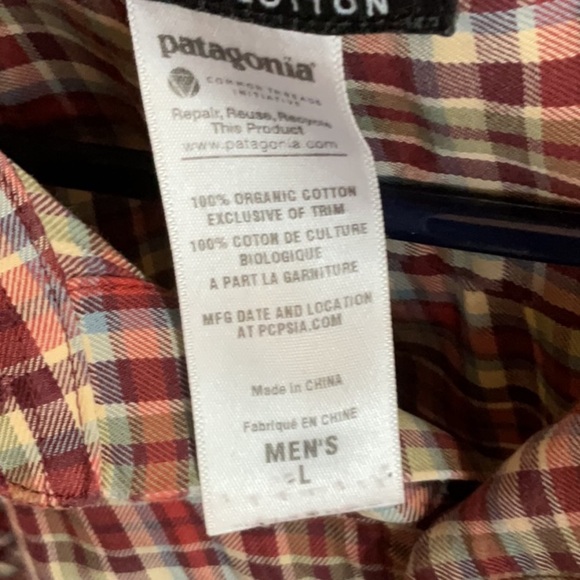 COTTON
patagonia
COMMON THREADS
INITIATIVE
Repair, Reuse, Recycle
This Product
www.patagonia.com
100% ORGANIC COTTON
EXCLUSIVE OF TRIM
100% COTON DE CULTURE
BIOLOGIQUE
A PART LA GARNITURE
MFG DATE AND LOCATION
AT PCPSIA.COM
Made in CHINA
Fabriqué EN CHINE
MEN'S
L